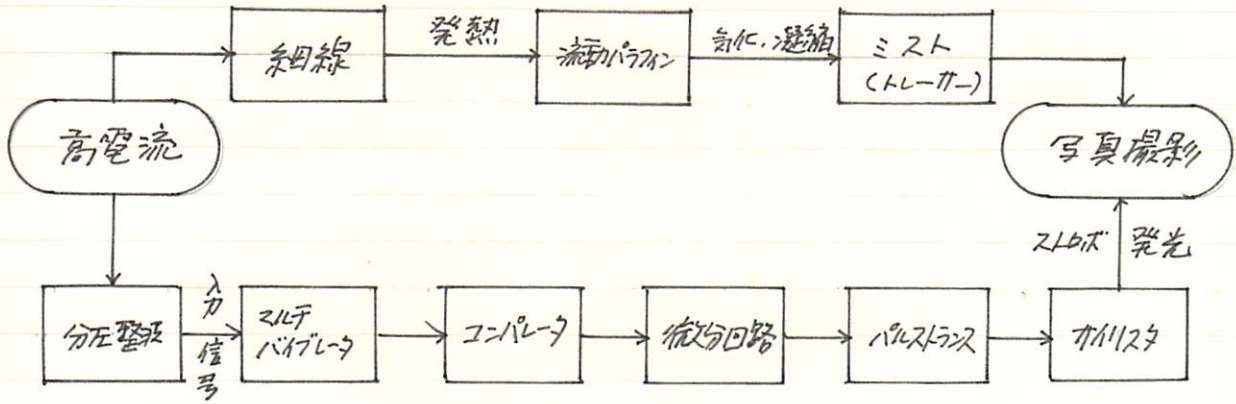 細線
発熱
流動パラフィン
気化、凝縮
ミスト
(トレーサー)
高電流
写真撮影
ストロボ 発光
分圧整流
入力
信号
マルチ
バイブレータ
コンパレータ
微分回路
パルストランス
サイリスタ